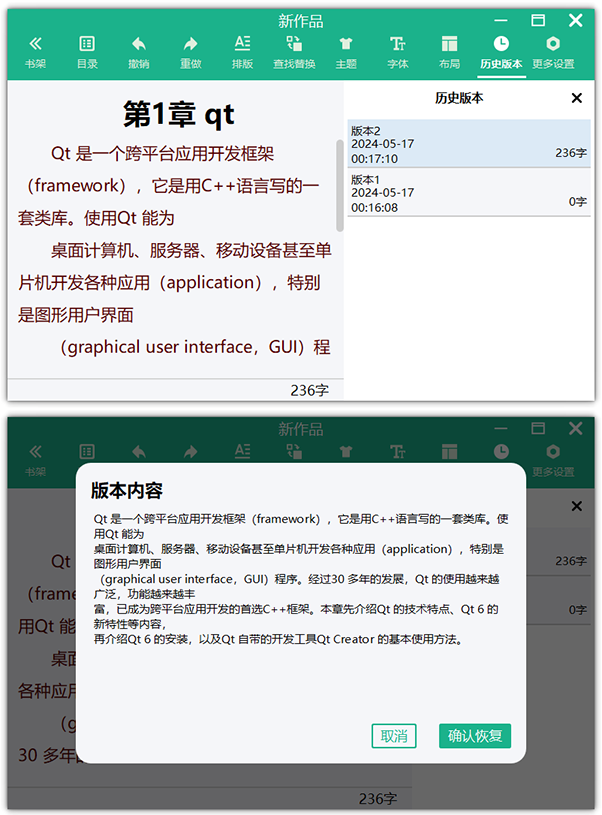 新作品
书架 目录 撤销 重做 排版 查找替换 主题 字体 布局 历史版本 更多设置
第1章 qt
Qt 是一个跨平台应用开发框架
（framework），它是用C++语言写的一
套类库。使用Qt 能为
桌面计算机、服务器、移动设备甚至单
片机开发各种应用（application），特别
是图形用户界面
（graphical user interface，GUI）程
236字
历史版本
版本2
2024-05-17
00:17:10
236字
版本1
2024-05-17
00:16:08
0字
新作品
书架
更多设置
版本内容
Qt 是一个跨平台应用开发框架（framework），它是用C++语言写的一套类库。使
用Qt 能为
桌面计算机、服务器、移动设备甚至单片机开发各种应用（application），特别是
图形用户界面
（graphical user interface，GUI）程序。经过30 多年的发展，Qt 的使用越来越
广泛，功能越来越丰
富，已成为跨平台应用开发的首选C++框架。本章先介绍Qt 的技术特点、Qt 6 的
新特性等内容，
再介绍Qt 6 的安装，以及Qt 自带的开发工具Qt Creator 的基本使用方法。
取消
确认恢复
Qt
（frame
用Qt 能
桌面
各种应用
（g
30 多年
236字
0字
236字